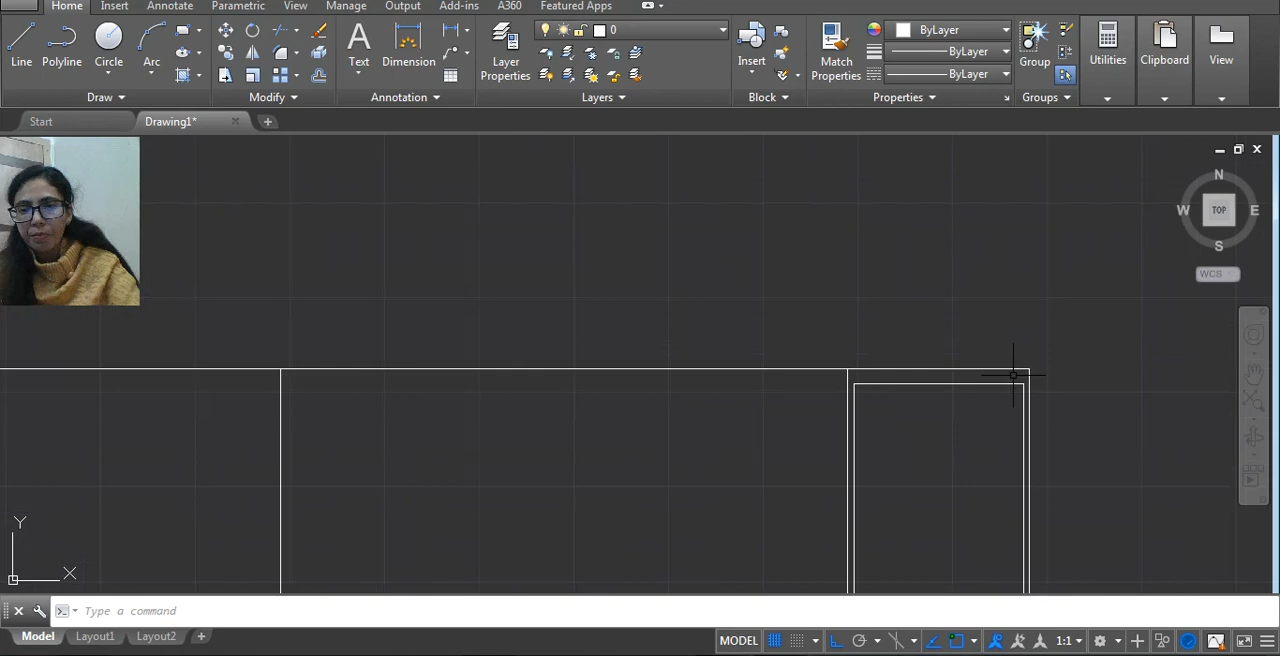 Home Insert Annotate Parametric View Manage Output Add-ins A360 Featured Apps
Line Polyline Circle Arc
Text Dimension
Layer Properties
0
Insert
Match Properties
ByLayer
ByLayer
ByLayer
Group
Utilities
Clipboard
View
Draw Modify Annotation Layers Block Properties Groups
Start Drawing1*
N
W TOP E
S
WCS
Y
X
Type a command
Model Layout1 Layout2
MODEL 1:1